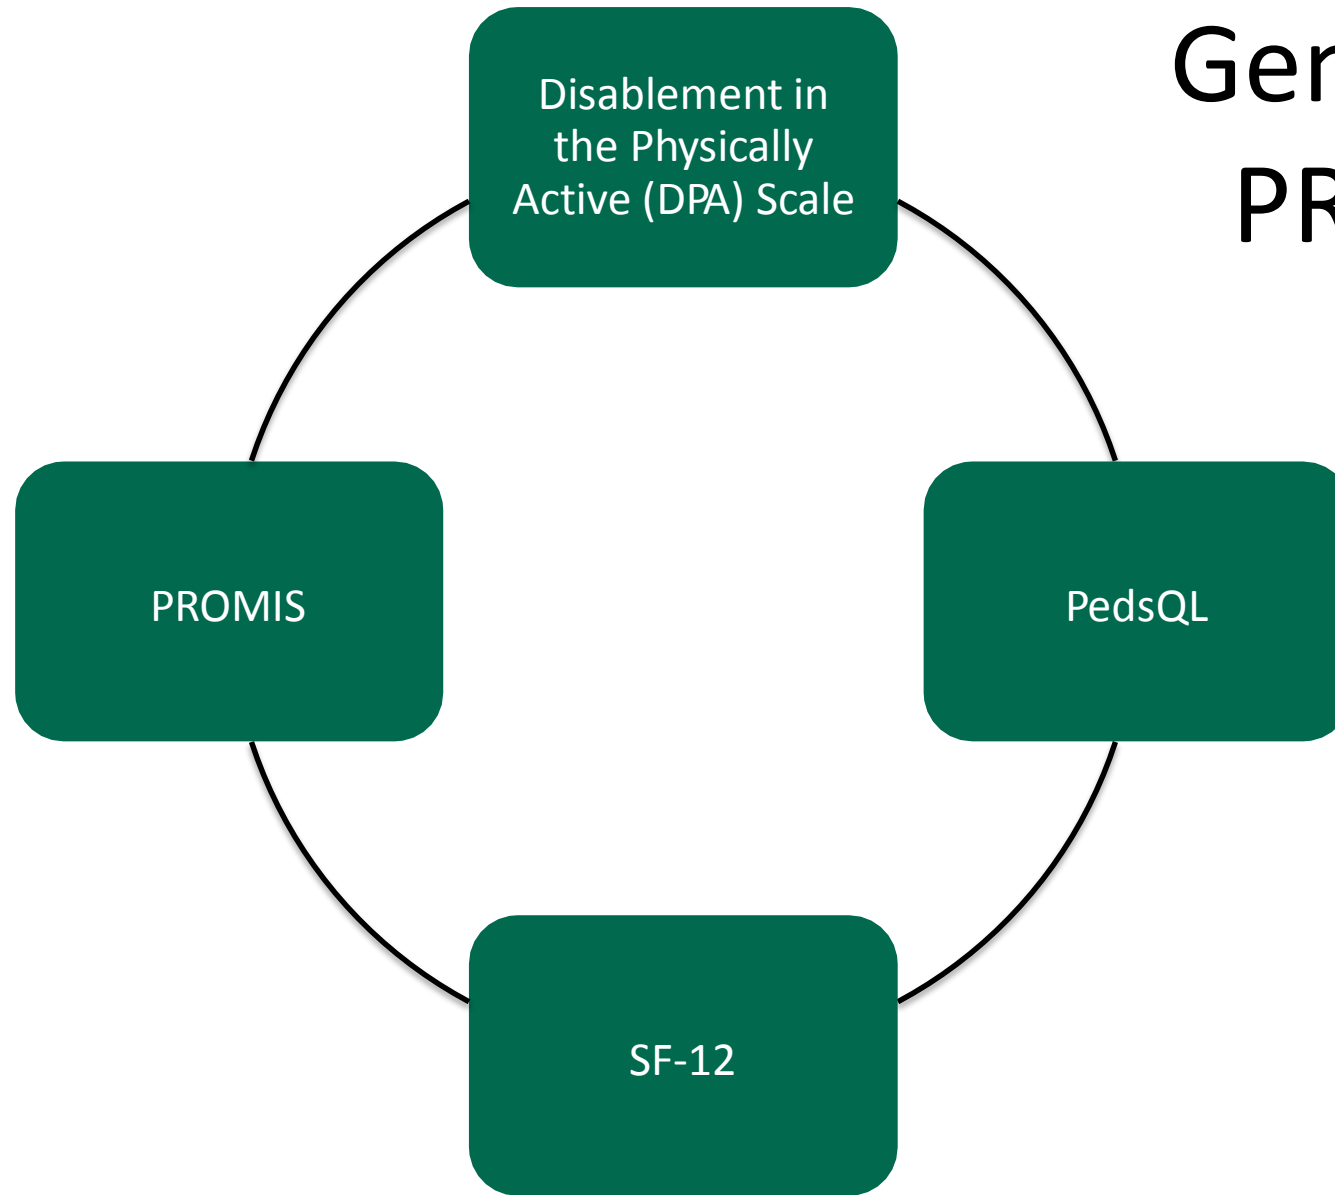 Disablement in
the Physically
Active (DPA) Scale
PROMIS
PedsQL
SF-12